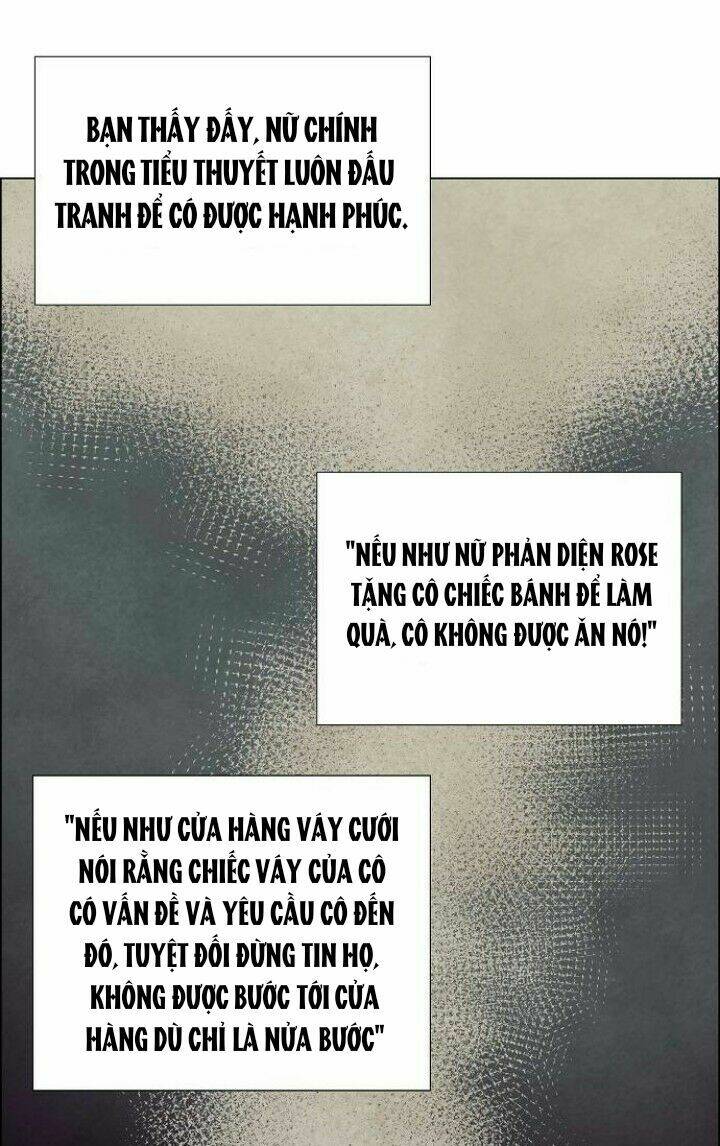 BẠN THẤY ĐẤY, NỮ CHÍNH
TRONG TIỂU THUYẾT LUÔN ĐẤU
TRANH ĐỂ CÓ ĐƯỢC HẠNH PHÚC.
"NẾU NHƯ NỮ PHẢN DIỆN ROSE
TẶNG CÔ CHIẾC BÁNH ĐỂ LÀM
QUÀ, CÔ KHÔNG ĐƯỢC ĂN NÓ!"
"NẾU NHƯ CỬA HÀNG VÁY CƯỚI
NÓI RẰNG CHIẾC VÁY CỦA CÔ
CÓ VẤN ĐỀ VÀ YÊU CẦU CÔ ĐẾN
ĐÓ, TUYỆT ĐỐI ĐỪNG TIN HỌ,
KHÔNG ĐƯỢC BƯỚC TỚI CỬA
HÀNG DÙ CHỈ LÀ NỬA BƯỚC"